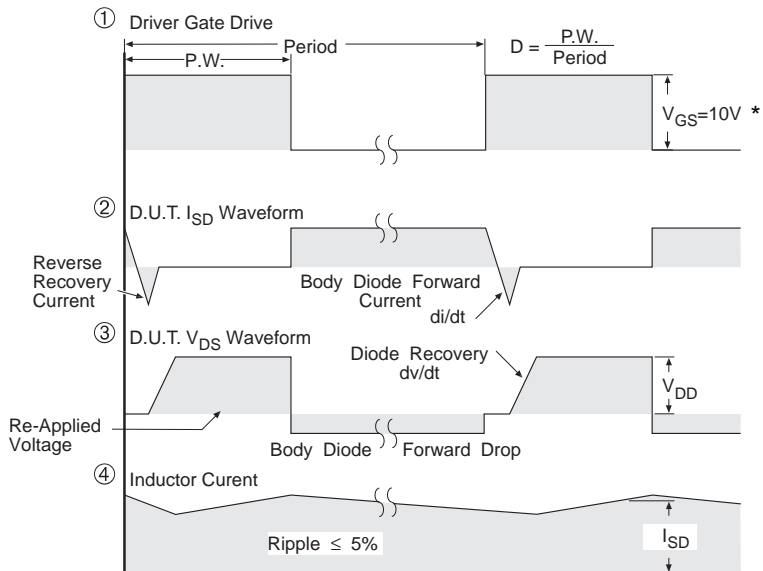 ① Driver Gate Drive
P.W.
Period
D = P.W.
Period
V_GS=10V *
② D.U.T. I_SD Waveform
Reverse
Recovery
Current
Body Diode Forward
Current
di/dt
③ D.U.T. V_DS Waveform
Diode Recovery
dv/dt
V_DD
Re-Applied
Voltage
Body Diode Forward Drop
④ Inductor Curent
Ripple ≤ 5%
I_SD